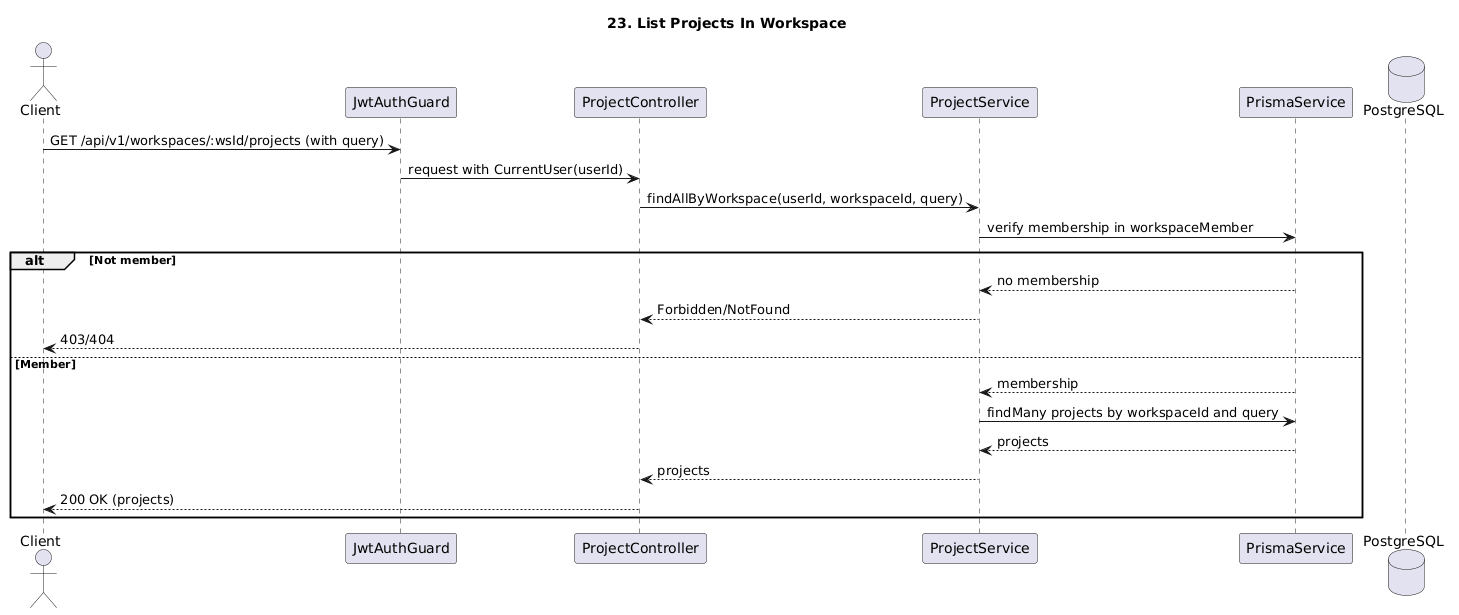 23. List Projects In Workspace
Client
JwtAuthGuard
ProjectController
ProjectService
PrismaService
PostgreSQL
GET /api/v1/workspaces/:wsId/projects (with query)
request with CurrentUser(userId)
findAllByWorkspace(userId, workspaceId, query)
verify membership in workspaceMember
alt [Not member]
no membership
Forbidden/NotFound
403/404
[Member]
membership
findMany projects by workspaceId and query
projects
projects
200 OK (projects)
Client
JwtAuthGuard
ProjectController
ProjectService
PrismaService
PostgreSQL